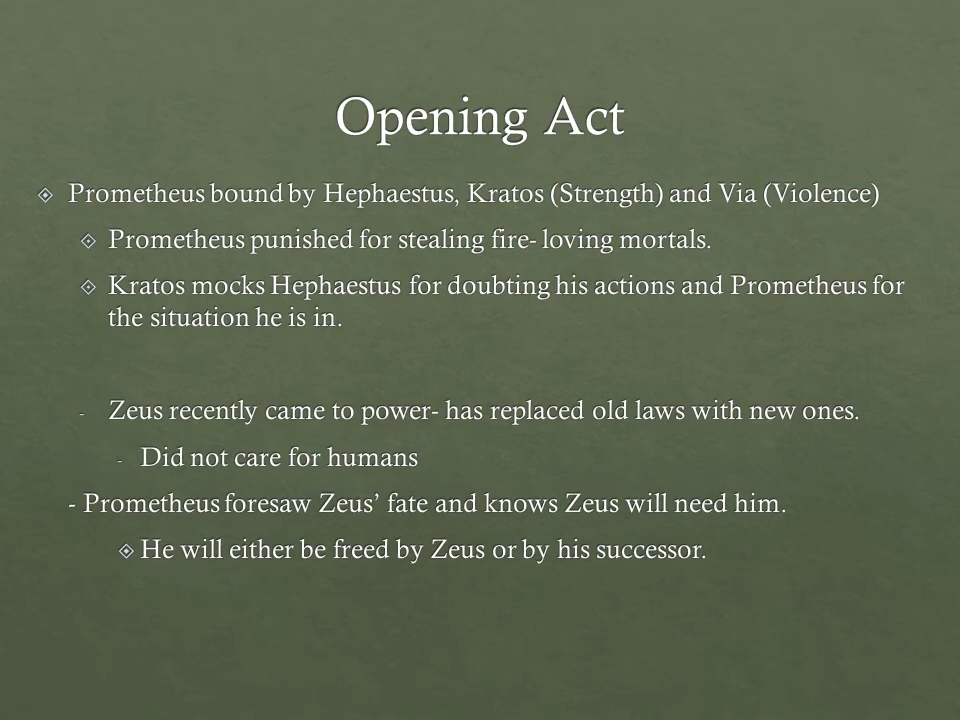 Opening Act
Prometheus bound by Hephaestus, Kratos (Strength) and Via (Violence)
Prometheus punished for stealing fire- loving mortals.
Kratos mocks Hephaestus for doubting his actions and Prometheus for
the situation he is in.
- Zeus recently came to power- has replaced old laws with new ones.
- Did not care for humans
- Prometheus foresaw Zeus’ fate and knows Zeus will need him.
He will either be freed by Zeus or by his successor.